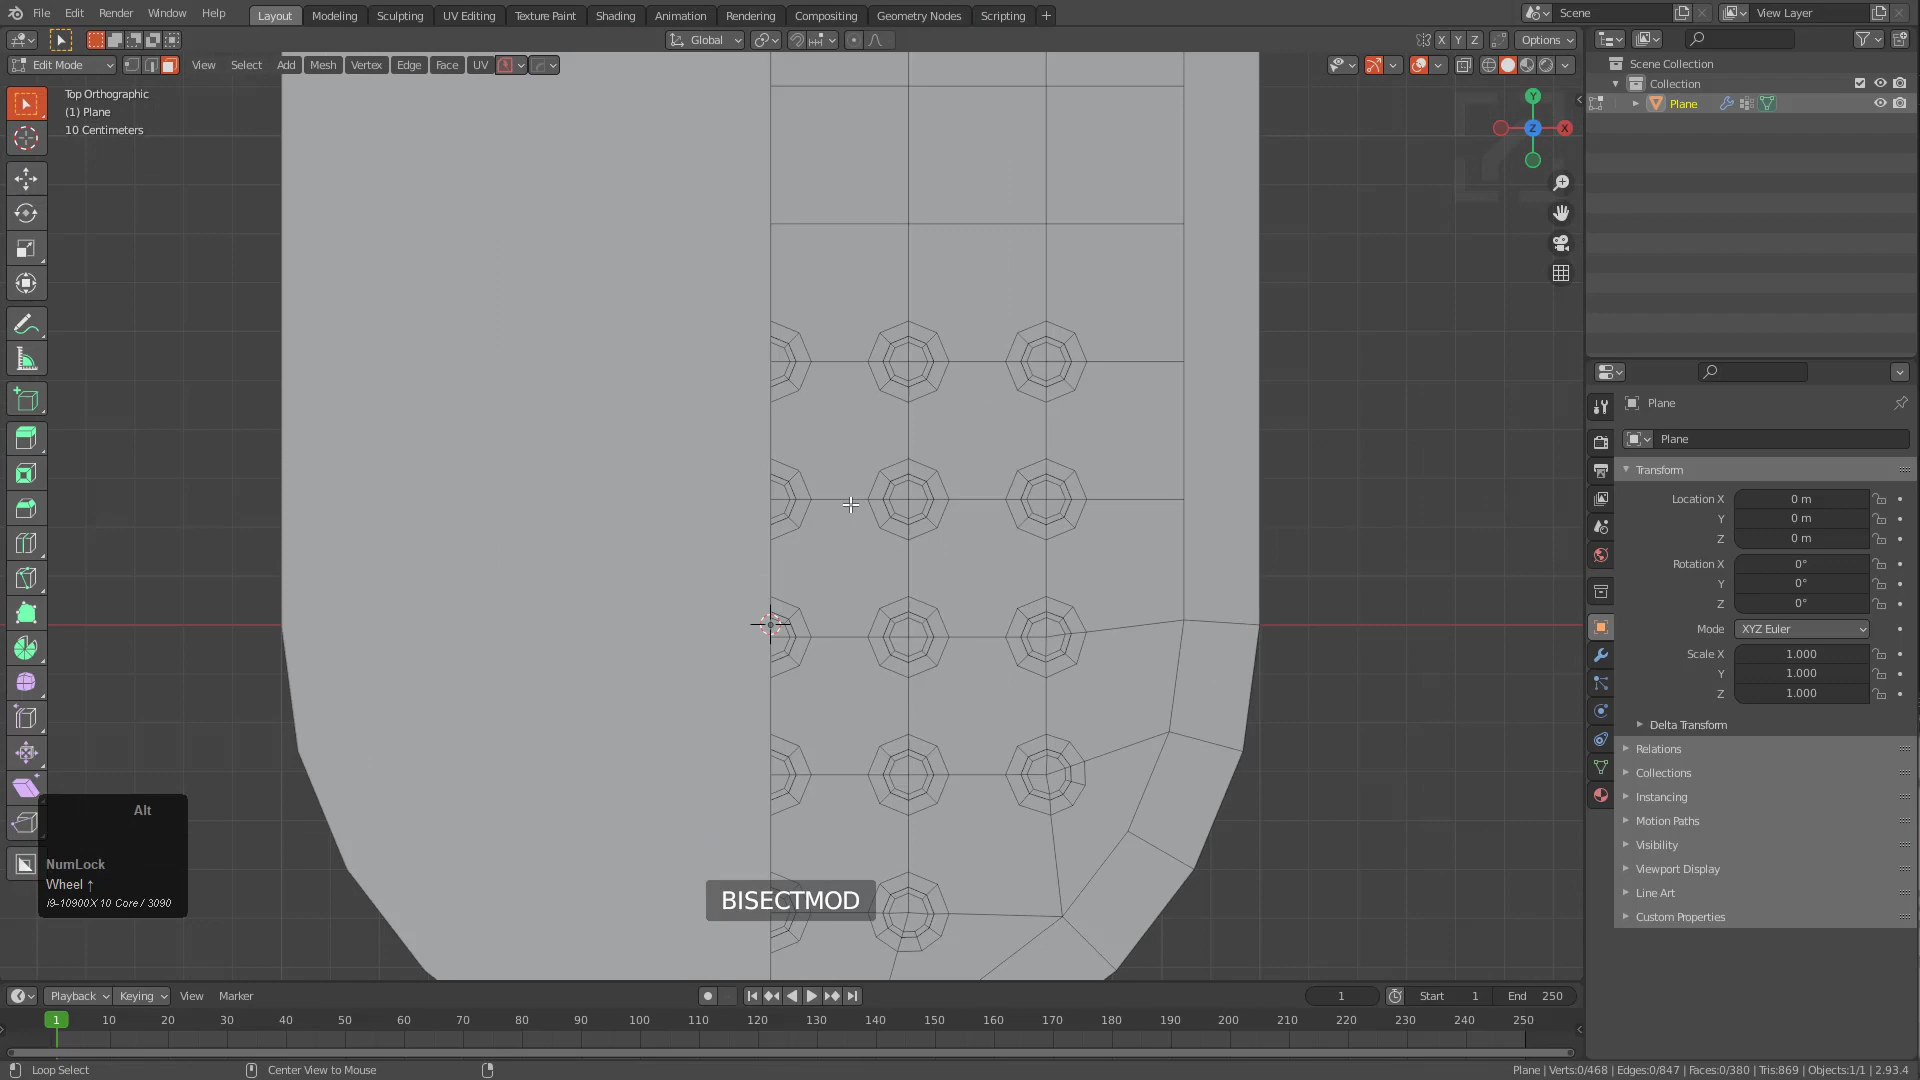 File Edit Render Window Help Layout Modeling Sculpting UV Editing Texture Paint Shading Animation Rendering Compositing Geometry Nodes Scripting Scene View Layer
Global X Y Z Options
Edit Mode View Select Add Mesh Vertex Edge Face UV
Top Orthographic
(1) Plane
10 Centimeters
Y
Z
X
Scene Collection
Collection
Plane
Plane
Plane
Transform
Location X 0 m
Y 0 m
Z 0 m
Rotation X 0°
Y 0°
Z 0°
Mode XYZ Euler
Scale X 1.000
Y 1.000
Z 1.000
Delta Transform
Relations
Collections
Instancing
Motion Paths
Visibility
Viewport Display
Line Art
Custom Properties
Alt
NumLock
Wheel ↑
i9-10900X 10 Core / 3090
BISECTMOD
Playback Keying View Marker 1 Start 1 End 250
1 10 20 30 40 50 60 70 80 90 100 110 120 130 140 150 160 170 180 190 200 210 220 230 240 250
Loop Select Center View to Mouse Plane | Verts:0/468 | Edges:0/847 | Faces:0/380 | Tris:869 | Objects:1/1 | 2.93.4